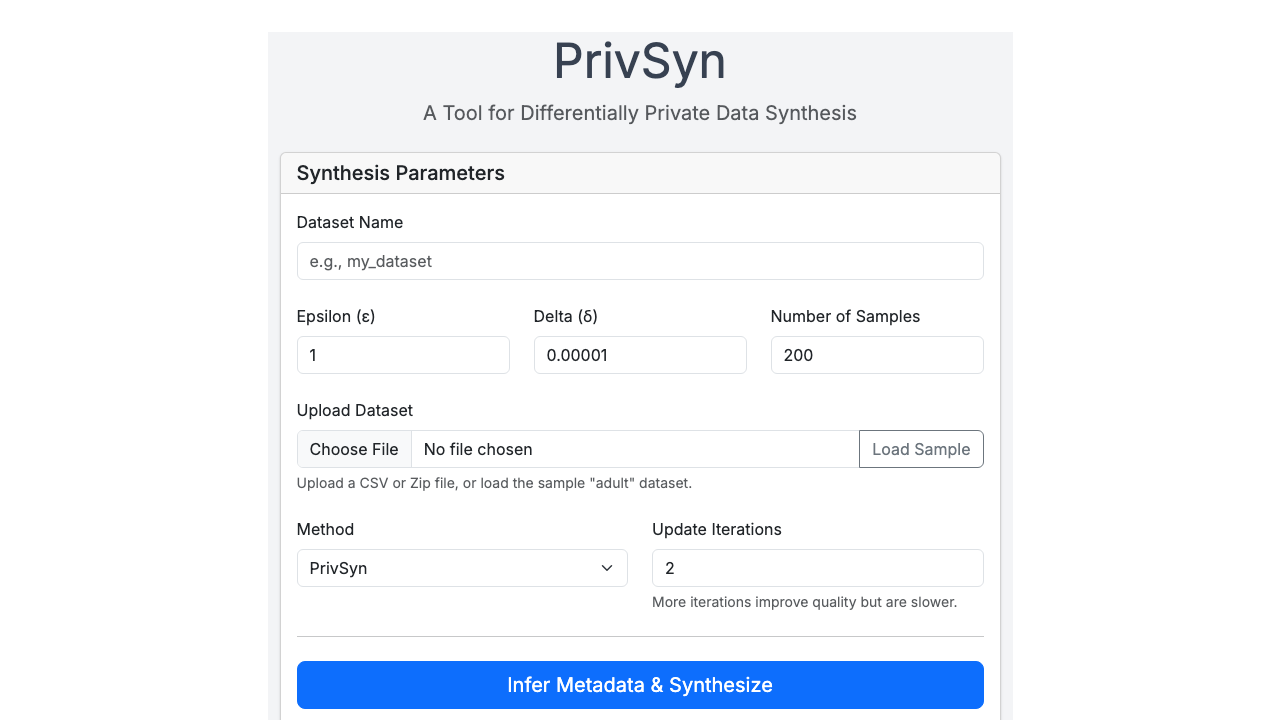 PrivSyn
A Tool for Differentially Private Data Synthesis
Synthesis Parameters
Dataset Name
e.g., my_dataset
Epsilon (ε)
Delta (δ)
Number of Samples
1
0.00001
200
Upload Dataset
Choose File
No file chosen
Load Sample
Upload a CSV or Zip file, or load the sample "adult" dataset.
Method
Update Iterations
PrivSyn
2
More iterations improve quality but are slower.
Infer Metadata & Synthesize